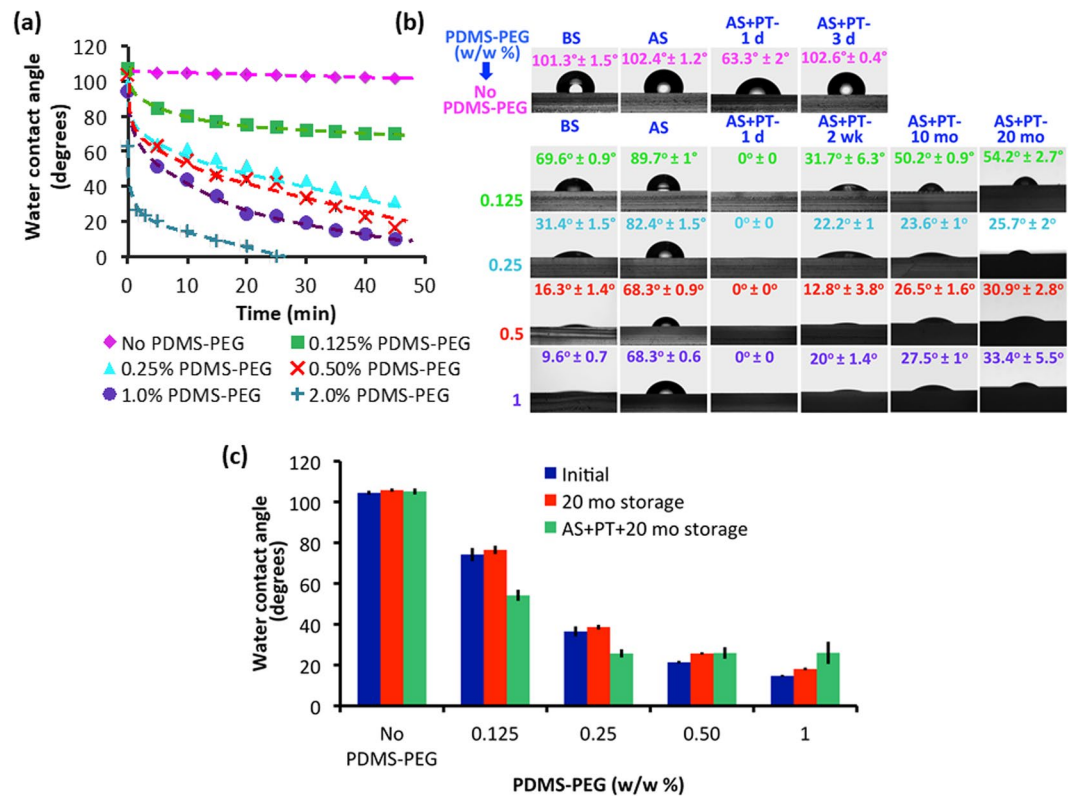 (a)
120
100
80
60
40
20
0
Water contact angle
(degrees)
0 10 20 30 40 50
Time (min)
No PDMS-PEG
0.125% PDMS-PEG
0.25% PDMS-PEG
0.50% PDMS-PEG
1.0% PDMS-PEG
2.0% PDMS-PEG
(b)
PDMS-PEG
(w/w %)
No
PDMS-PEG
BS AS AS+PT-1 d AS+PT-3 d
101.3°± 1.5° 102.4°± 1.2° 63.3°± 2° 102.6°± 0.4°
BS AS AS+PT-1 d AS+PT-2 wk AS+PT-10 mo AS+PT-20 mo
0.125
69.6° ± 0.9° 89.7° ± 1° 0° ± 0 31.7° ± 6.3° 50.2° ± 0.9° 54.2° ± 2.7°
0.25
31.4° ± 1.5° 82.4° ± 1.5° 0° ± 0 22.2° ± 1 23.6° ± 1° 25.7° ± 2°
0.5
16.3° ± 1.4° 68.3° ± 0.9° 0° ± 0° 12.8° ± 3.8° 26.5° ± 1.6° 30.9° ± 2.8°
1
9.6° ± 0.7 68.3° ± 0.6 0° ± 0 20° ± 1.4° 27.5° ± 1° 33.4° ± 5.5°
(c)
120
100
80
60
40
20
0
Water contact angle
(degrees)
Initial
20 mo storage
AS+PT+20 mo storage
No
PDMS-PEG
0.125 0.25 0.50 1
PDMS-PEG (w/w %)